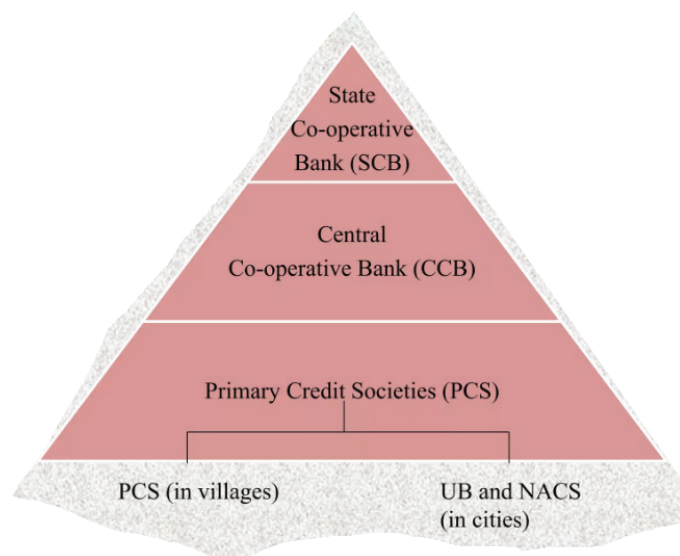 State
Co-operative
Bank (SCB)
Central
Co-operative Bank (CCB)
Primary Credit Societies (PCS)
PCS (in villages)
UB and NACS
(in cities)